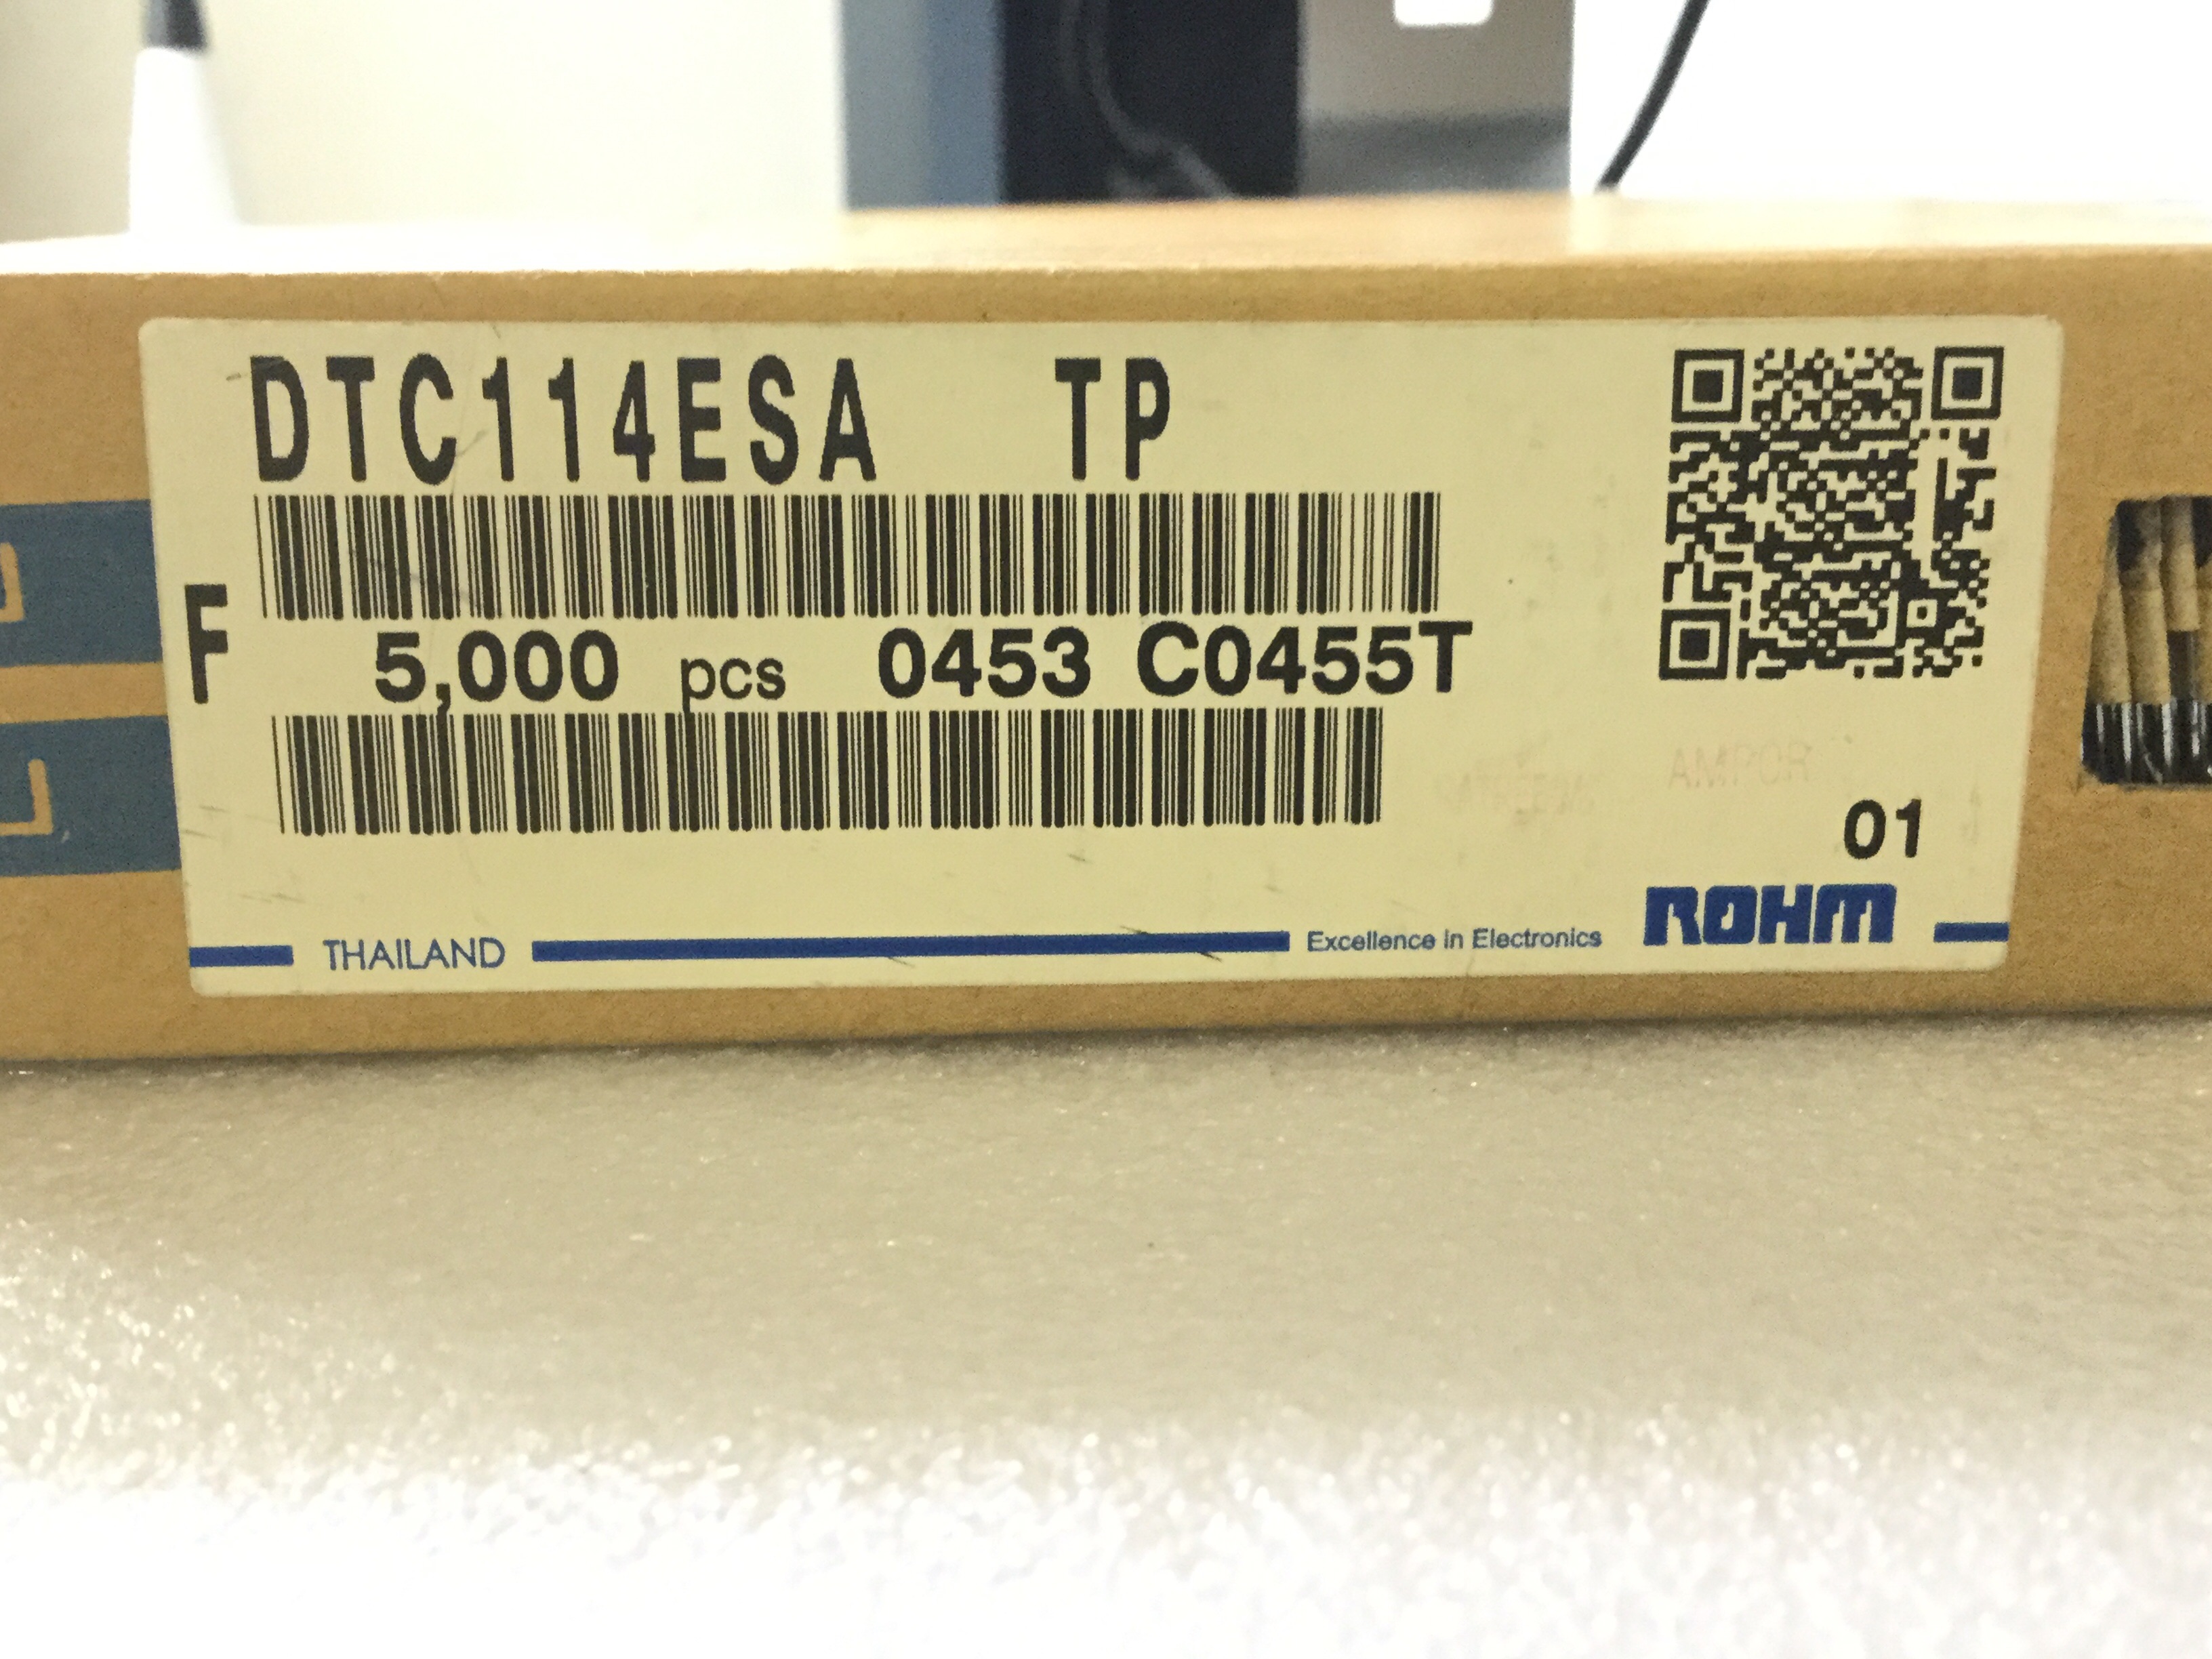 DTC114ESA TP
F 5,000 pcs 0453 C0455T
01
THAILAND Excellence in Electronics ROHM